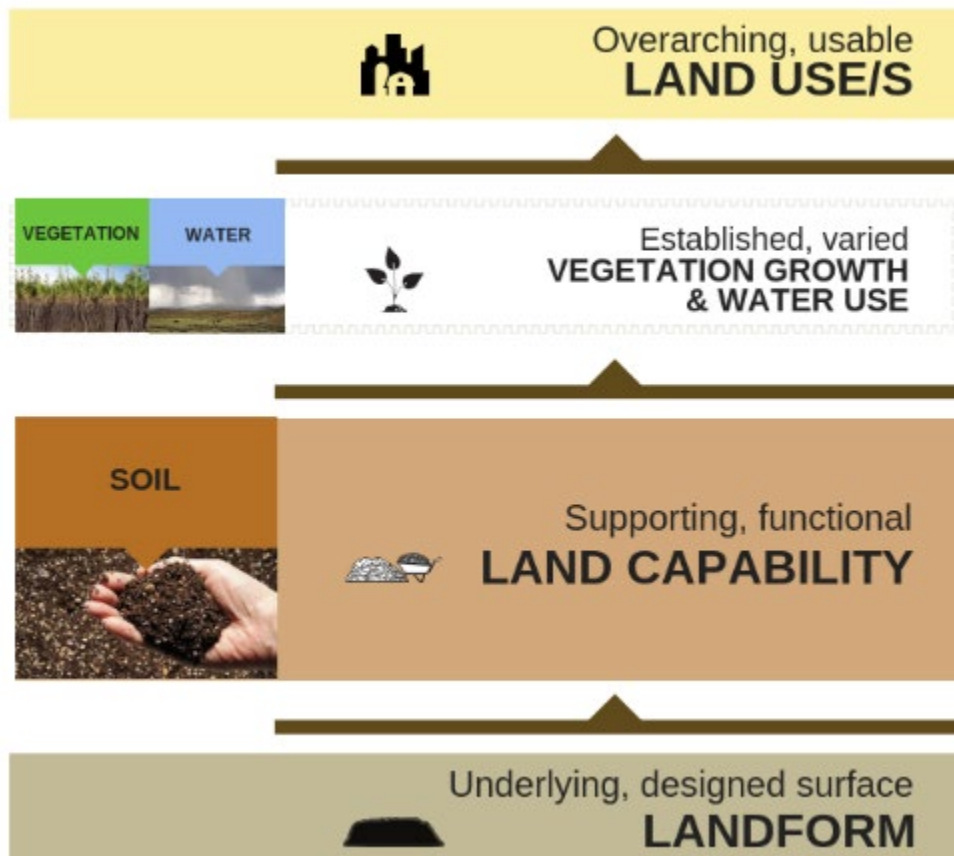 Overarching, usable
LAND USE/S
VEGETATION
WATER
Established, varied
VEGETATION GROWTH
& WATER USE
SOIL
Supporting, functional
LAND CAPABILITY
Underlying, designed surface
LANDFORM